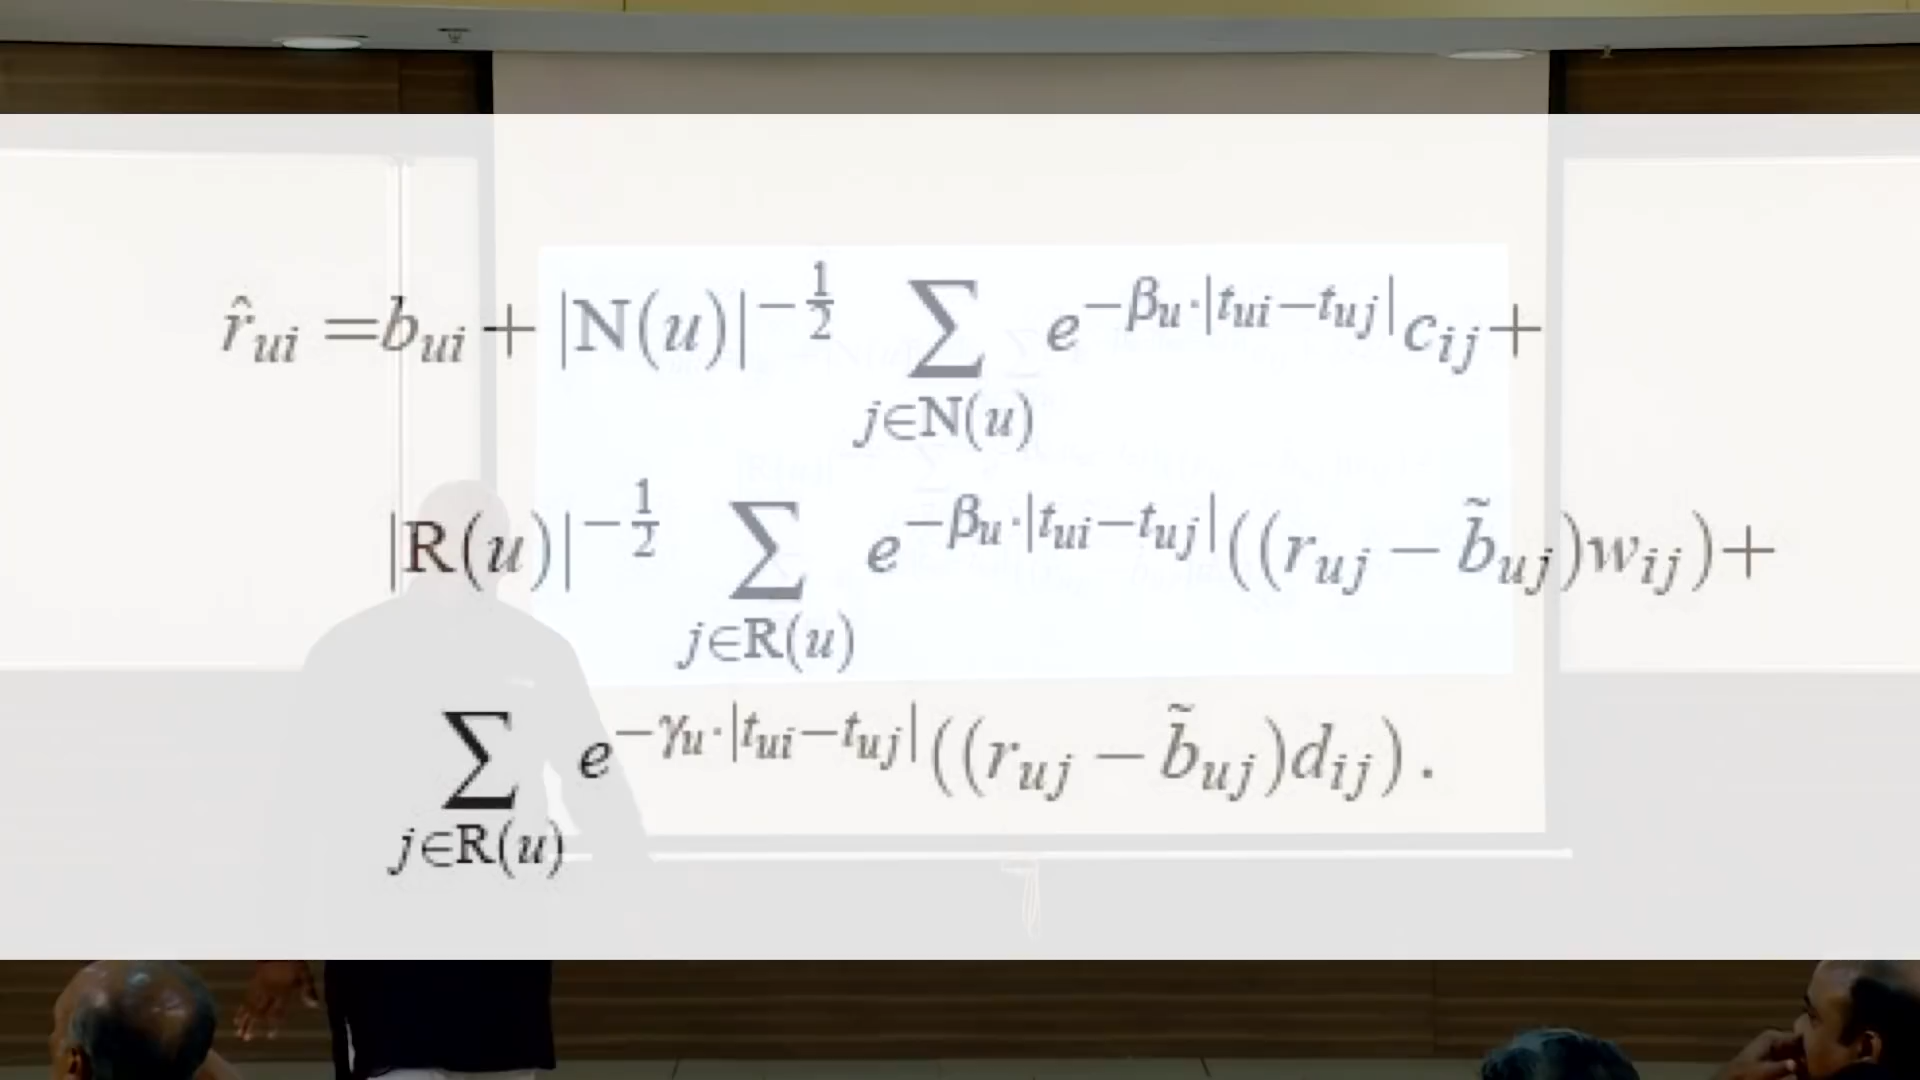 r̂_ui = b_ui + |N(u)|^(-1/2) ∑_{j∈N(u)} e^{-β_u·|t_ui-t_uj|} c_ij +
|R(u)|^(-1/2) ∑_{j∈R(u)} e^{-β_u·|t_ui-t_uj|} ((r_uj - b̃_uj)w_ij) +
∑_{j∈R(u)} e^{-γ_u·|t_ui-t_uj|} ((r_uj - b̃_uj)d_ij).